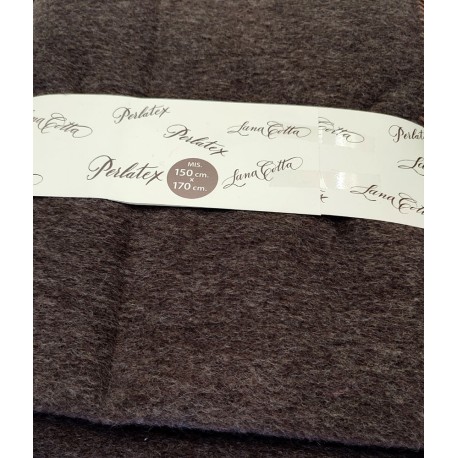 Perlatex
Lana Cotta
Perlatex
Perlatex
Lana Cotta
Perlatex
Lana Cotta
MIS.
150 cm.
x
170 cm.
Lana Cotta